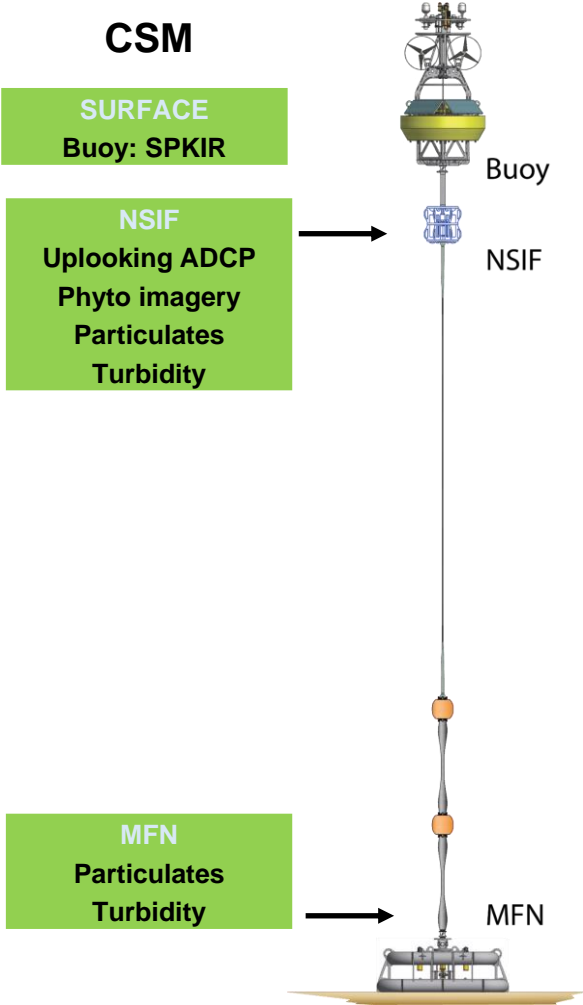 CSM
SURFACE
Buoy: SPKIR
Buoy
NSIF
Uplooking ADCP
Phyto imagery
Particulates
Turbidity
NSIF
MFN
Particulates
Turbidity
MFN